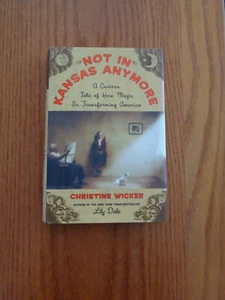 NOT IN
KANSAS ANYMORE
A Curious
Tale of How Magic
Is Transforming America
CHRISTINE WICKER
AUTHOR OF THE NEW YORK TIMES BESTSELLER
Lily Dale